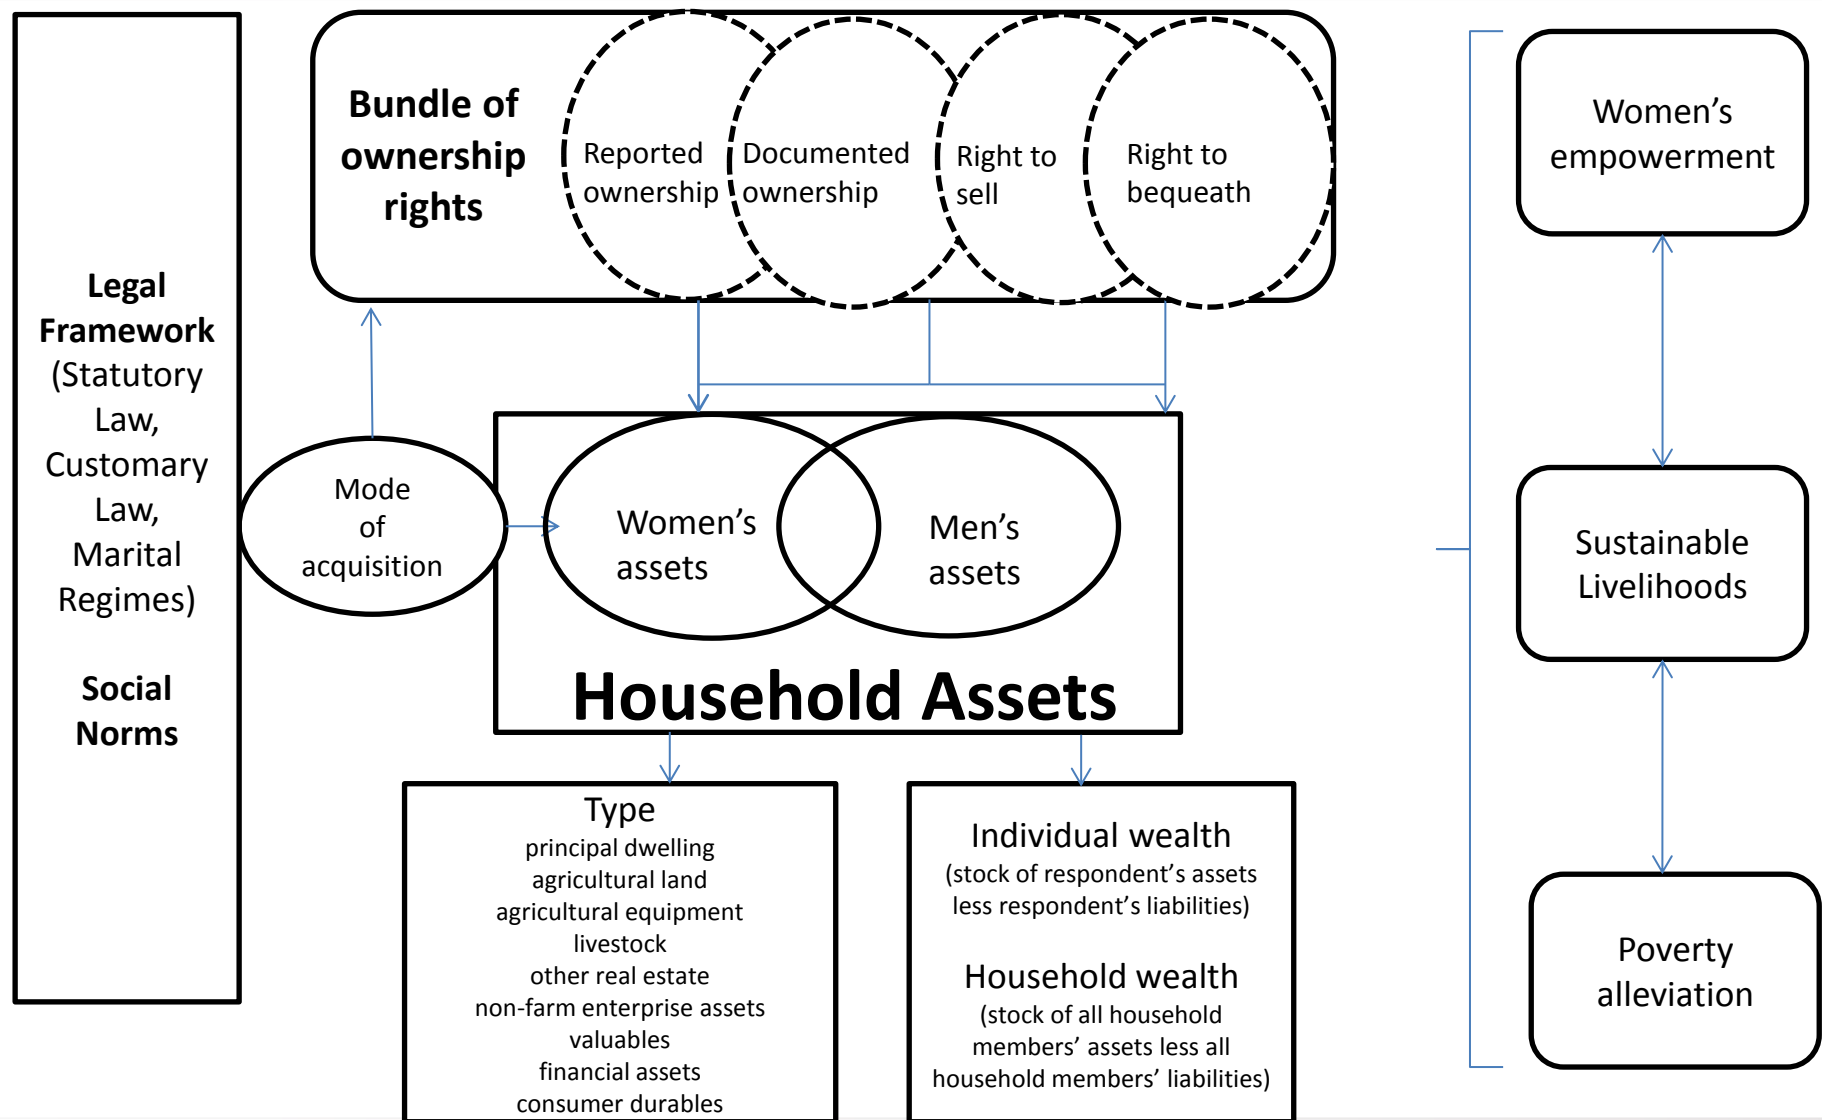 Legal
Framework
(Statutory
Law,
Customary
Law,
Marital
Regimes)
Social
Norms
Bundle of
ownership
rights
Reported
ownership
Documented
ownership
Right to
sell
Right to
bequeath
Mode
of
acquisition
Women’s
assets
Men’s
assets
Household Assets
Type
principal dwelling
agricultural land
agricultural equipment
livestock
other real estate
non-farm enterprise assets
valuables
financial assets
consumer durables
Individual wealth
(stock of respondent’s assets
less respondent’s liabilities)
Household wealth
(stock of all household
members’ assets less all
household members’ liabilities)
Women’s
empowerment
Sustainable
Livelihoods
Poverty
alleviation